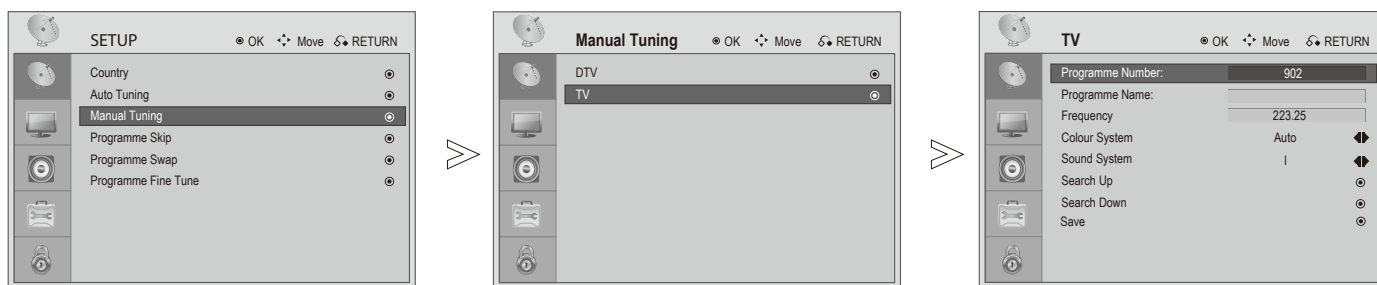 SETUP OK Move RETURN
Country
Auto Tuning
Manual Tuning
Programme Skip
Programme Swap
Programme Fine Tune
Manual Tuning OK Move RETURN
DTV
TV
TV OK Move RETURN
Programme Number: 902
Programme Name:
Frequency 223.25
Colour System Auto
Sound System I
Search Up
Search Down
Save